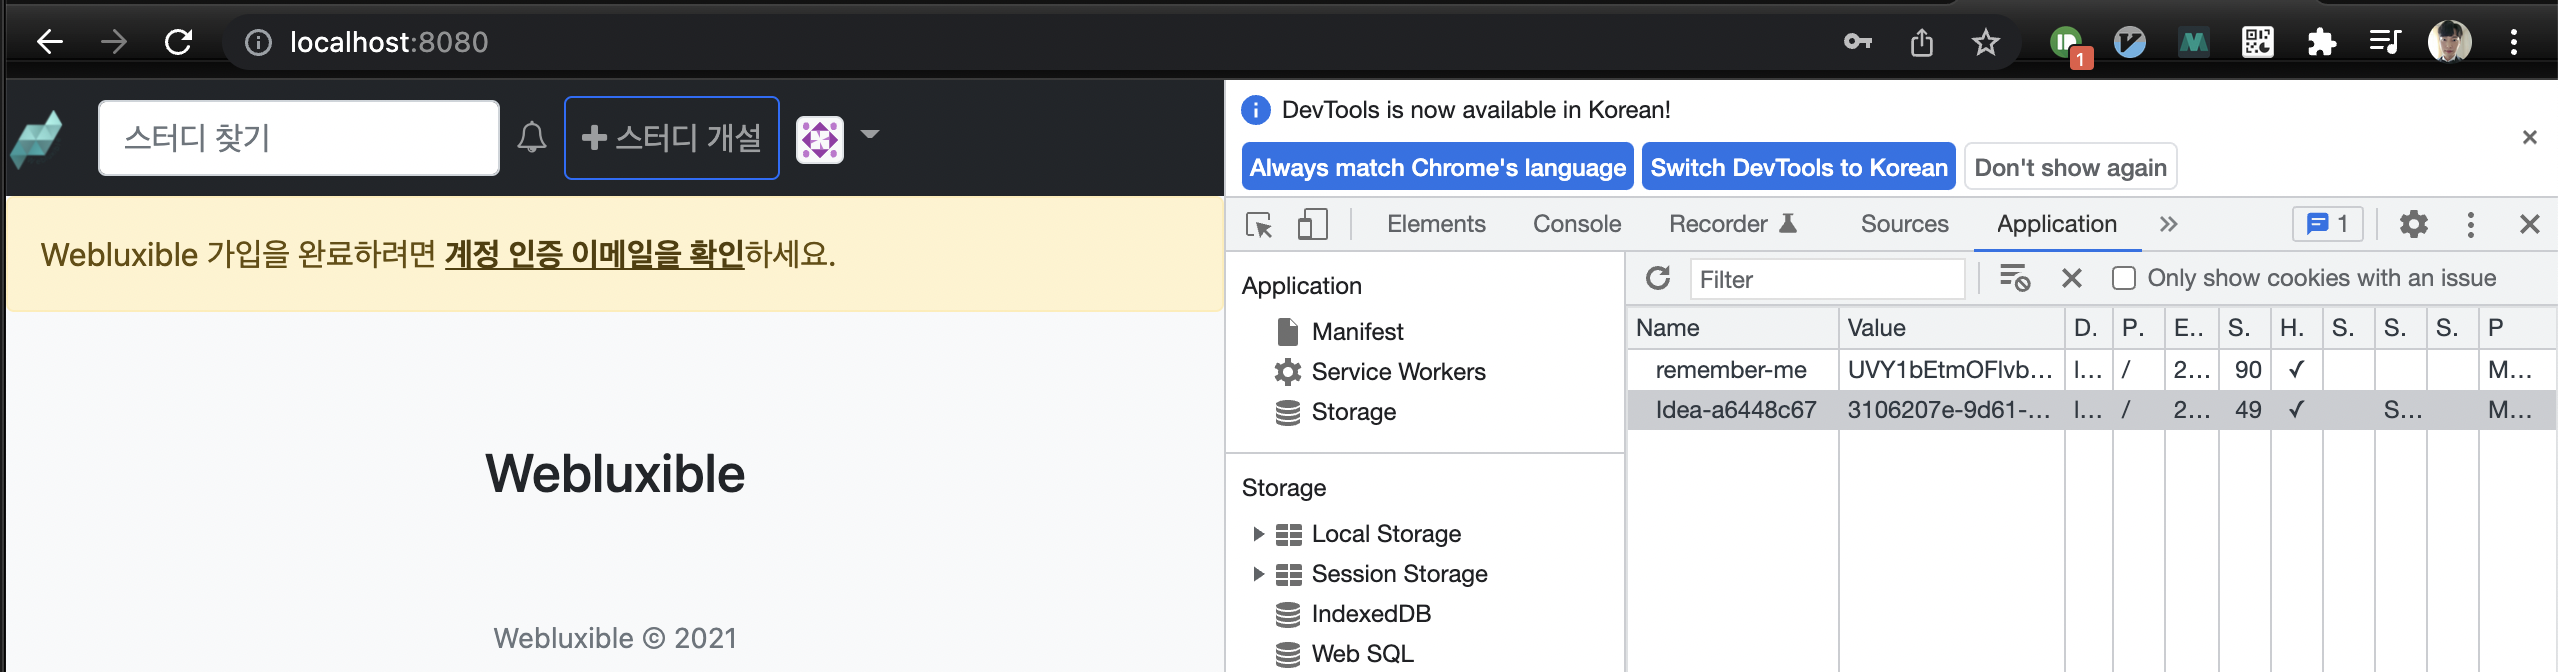 localhost:8080
1
스터디 찾기
스터디 개설
Webluxible 가입을 완료하려면 계정 인증 이메일을 확인하세요.
Webluxible
Webluxible © 2021
DevTools is now available in Korean!
Always match Chrome's language Switch DevTools to Korean Don't show again
Elements Console Recorder Sources Application 1
Application
Manifest
Service Workers
Storage
Storage
Local Storage
Session Storage
IndexedDB
Web SQL
Filter Only show cookies with an issue
Name Value D. P. E.. S. H. S. S. S. P
remember-me UVY1bEtmOFlvb... l... / 2... 90 ✓ M...
Idea-a6448c67 3106207e-9d61-... l... / 2... 49 ✓ S... M...